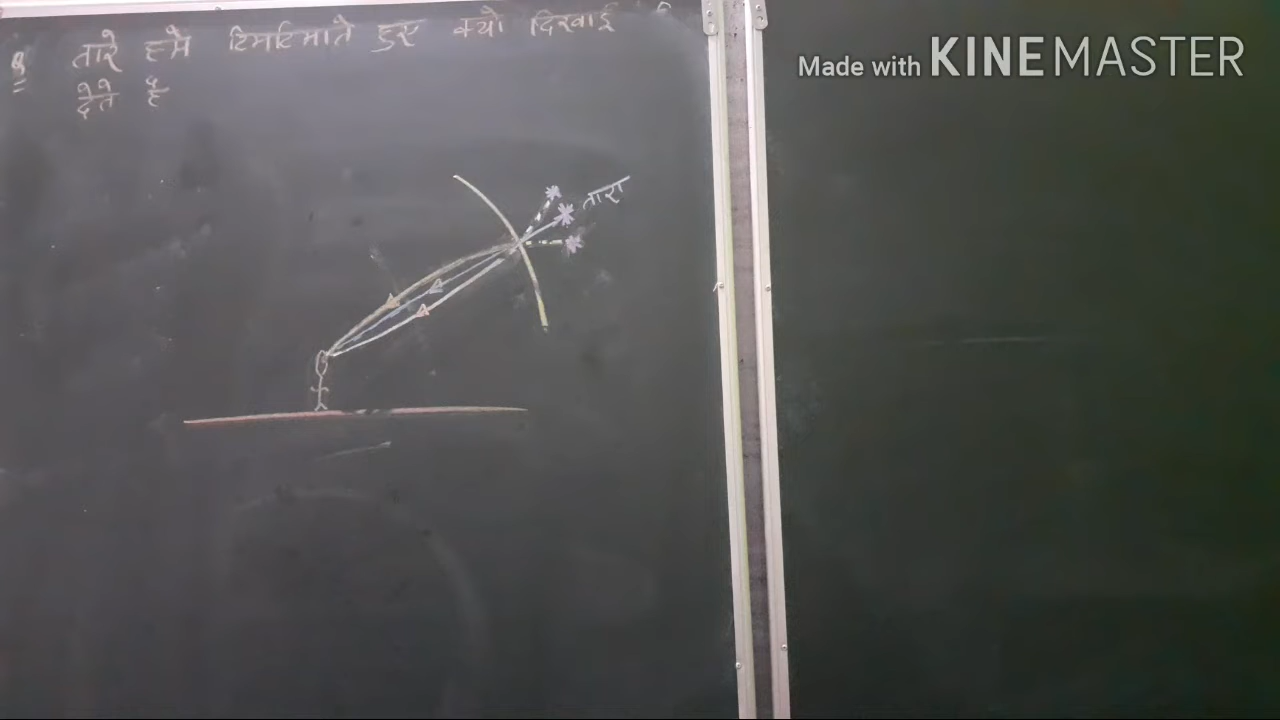 Q तारे हमे टिमटिमाते हुए क्यो दिखाई
देते है
तारा
Made with KINEMASTER